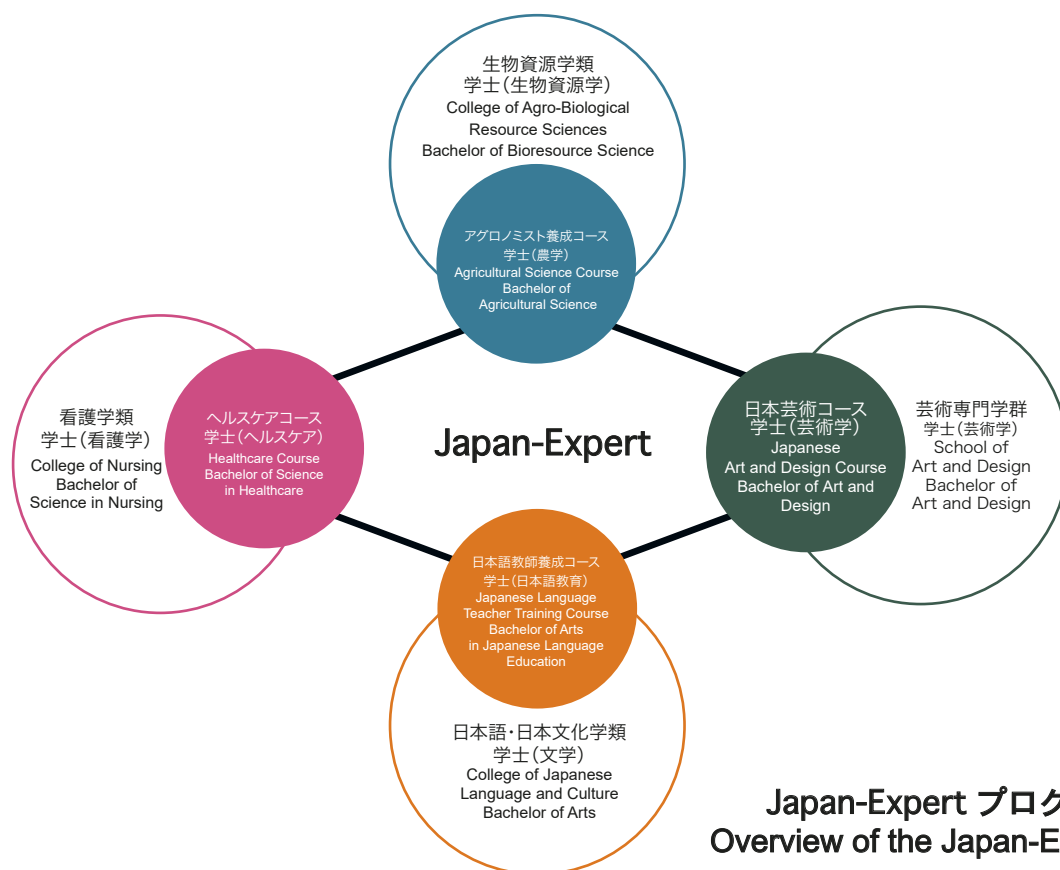 生物資源学類
学士（生物資源学）
College of Agro-Biological
Resource Sciences
Bachelor of Bioresource Science
アグロノミスト養成コース
学士（農学）
Agricultural Science Course
Bachelor of
Agricultural Science
看護学類
学士（看護学）
College of Nursing
Bachelor of
Science in Nursing
ヘルスケアコース
学士（ヘルスケア）
Healthcare Course
Bachelor of Science
in Healthcare
Japan-Expert
日本芸術コース
学士（芸術学）
Japanese
Art and Design Course
Bachelor of Art and
Design
芸術専門学群
学士（芸術学）
School of
Art and Design
Bachelor of
Art and Design
日本語教師養成コース
学士（日本語教育）
Japanese Language
Teacher Training Course
Bachelor of Arts
in Japanese Language
Education
日本語・日本文化学類
学士（文学）
College of Japanese
Language and Culture
Bachelor of Arts
Japan-Expert プログ
Overview of the Japan-E